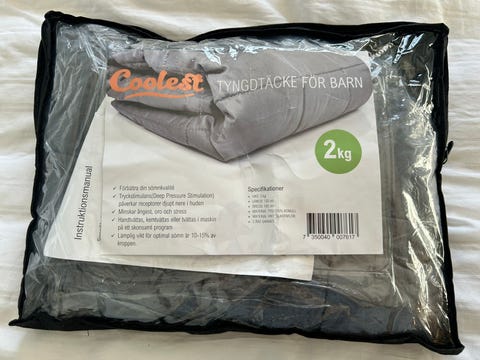 Coolest
TYNGDTÄCKE FÖR BARN
2kg
Instruktionsmanual
Förbättra din sömnkvalité
Tryckstimulans(Deep Pressure Stimulation)
påverkar receptorer djupt nere i huden
Minskar ångest, oro och stress
Handtvättas, kemtvättas eller tvättas i maskin
på ett skonsamt program
Lämplig vikt för optimal sömn är 10-15% av
kroppen.
Specifikationer
7 350040 007617